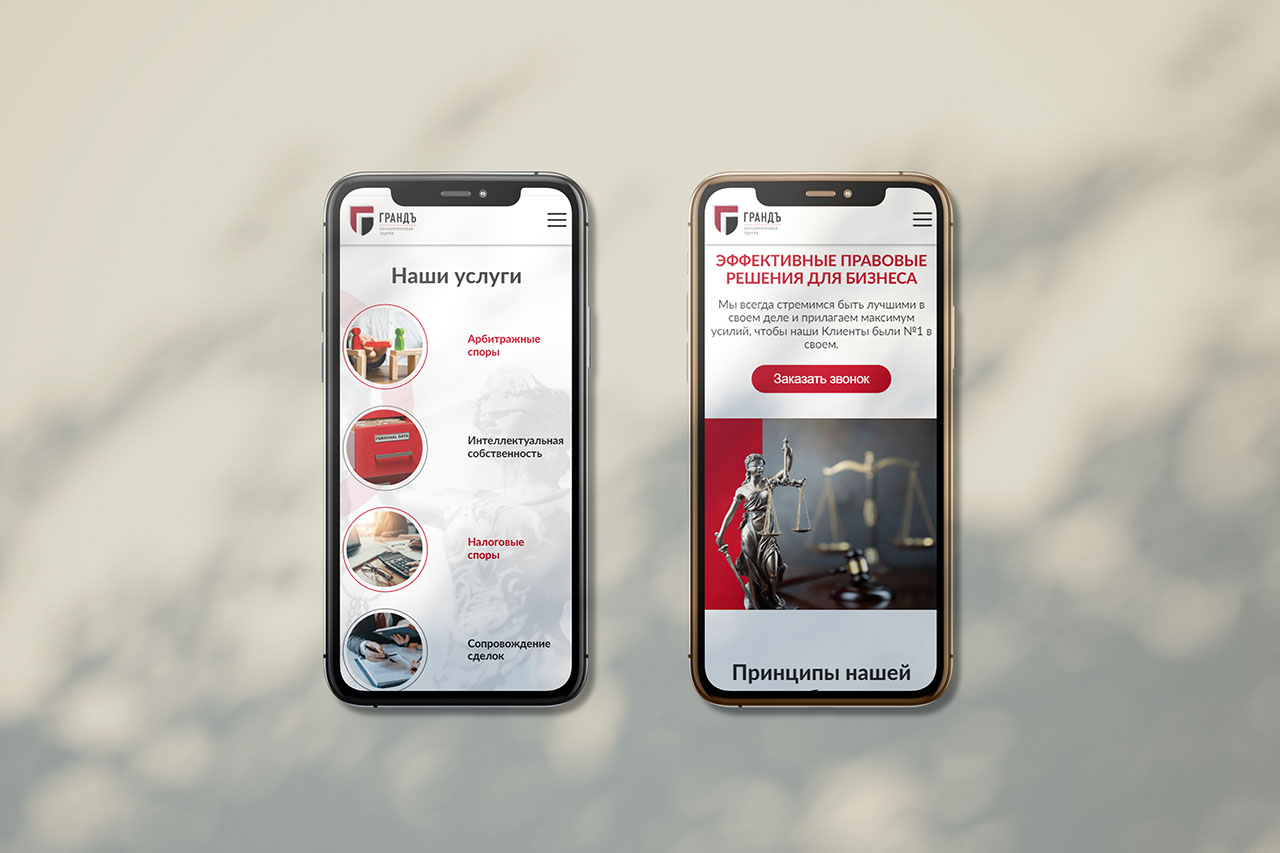 ГРАНДЪ
консалтинговая
группа
Наши услуги
Арбитражные
споры
PERSONAL DATA
Интеллектуальная
собственность
Налоговые
споры
Сопровождение
сделок
ГРАНДЪ
консалтинговая
группа
ЭФФЕКТИВНЫЕ ПРАВОВЫЕ
РЕШЕНИЯ ДЛЯ БИЗНЕСА
Мы всегда стремимся быть лучшими в
своем деле и прилагаем максимум
усилий, чтобы наши Клиенты были №1 в
своем.
Заказать звонок
Принципы нашей